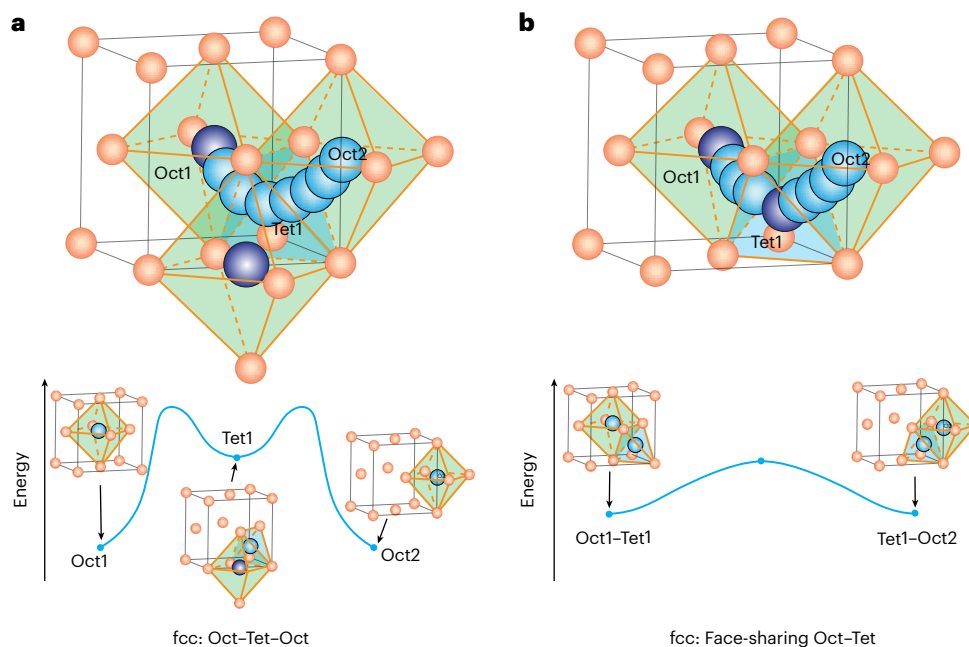 a
b
Oct1
Oct2
Tet1
Oct1
Oct2
Tet1
Energy
Tet1
Oct1
Oct2
fcc: Oct–Tet–Oct
Energy
Oct1–Tet1
Tet1–Oct2
fcc: Face-sharing Oct–Tet